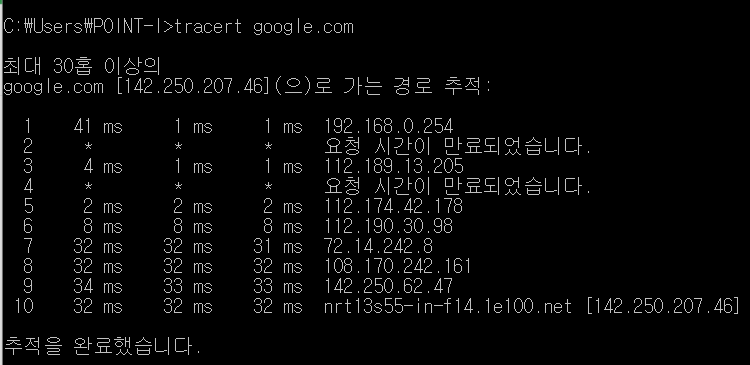 C:₩Users₩POINT-I>tracert google.com
최대 30홉 이상의
google.com [142.250.207.46](으)로 가는 경로 추적:
1 41 ms 1 ms 1 ms 192.168.0.254
2 * * * 요청 시간이 만료되었습니다.
3 4 ms 1 ms 1 ms 112.189.13.205
4 * * * 요청 시간이 만료되었습니다.
5 2 ms 2 ms 2 ms 112.174.42.178
6 8 ms 8 ms 8 ms 112.190.30.98
7 32 ms 32 ms 31 ms 72.14.242.8
8 32 ms 32 ms 32 ms 108.170.242.161
9 34 ms 33 ms 33 ms 142.250.62.47
10 32 ms 32 ms 32 ms nrt13s55-in-f14.1e100.net [142.250.207.46]
추적을 완료했습니다.